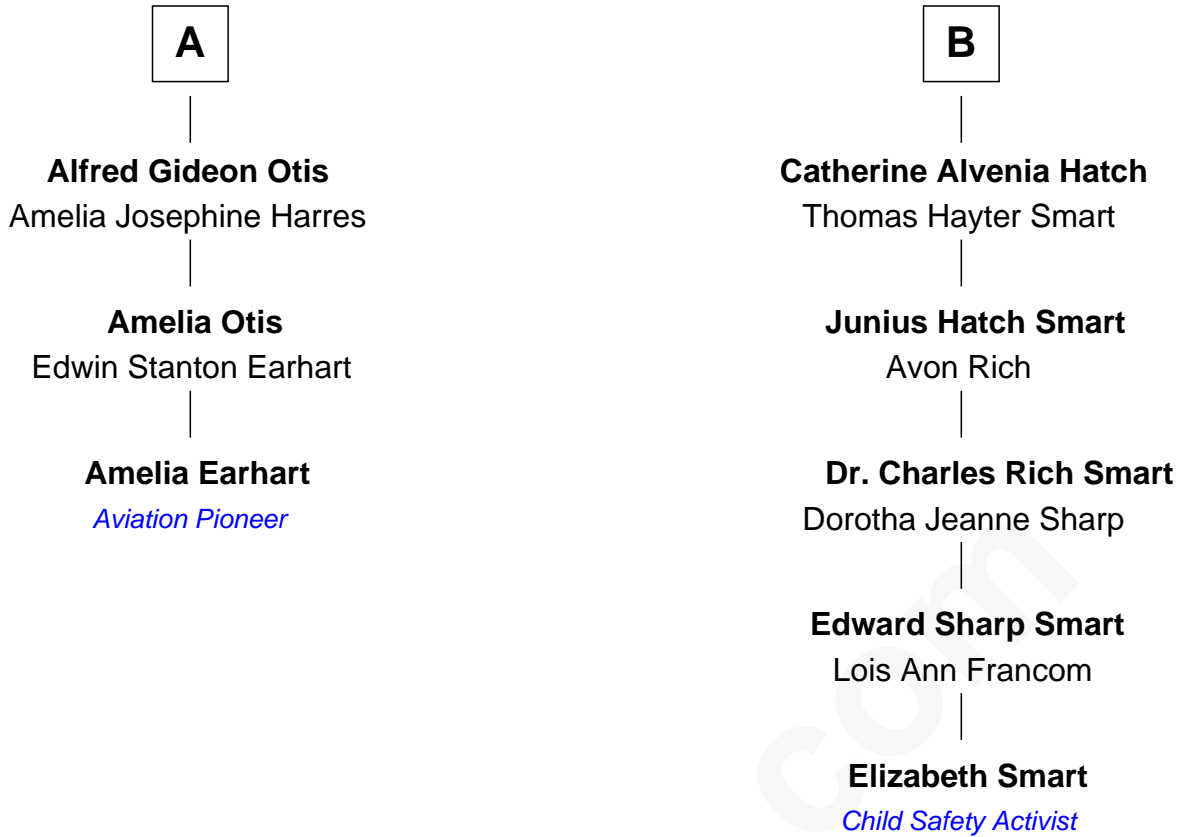 A
Alfred Gideon Otis
Amelia Josephine Harres
Amelia Otis
Edwin Stanton Earhart
Amelia Earhart
Aviation Pioneer
B
Catherine Alvenia Hatch
Thomas Hayter Smart
Junius Hatch Smart
Avon Rich
Dr. Charles Rich Smart
Dorotha Jeanne Sharp
Edward Sharp Smart
Lois Ann Francom
Elizabeth Smart
Child Safety Activist
com